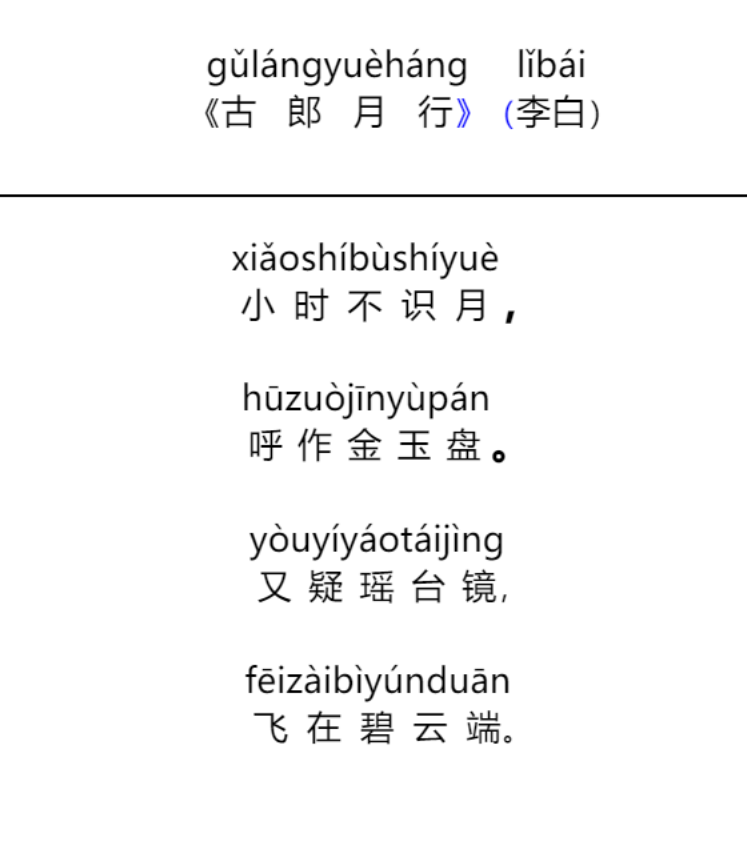 gǔlángyuèháng lǐbái
《古 郎 月 行》 (李白)
xiǎoshíbùshíyuè
小 时 不 识 月，
hūzuòjīnyùpán
呼 作 金 玉 盘。
yòuyíyáotáijìng
又 疑 瑶 台 镜,
fēizàibìyúnduān
飞 在 碧 云 端。